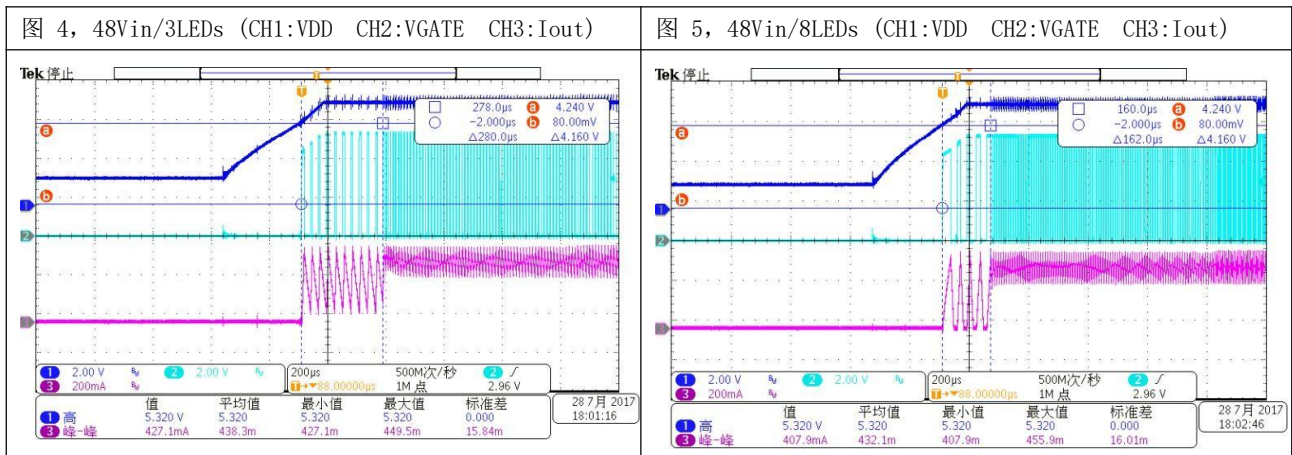 图 4，48Vin/3LEDs (CH1:VDD CH2:VGATE CH3:Iout)
图 5，48Vin/8LEDs (CH1:VDD CH2:VGATE CH3:Iout)
Tek 停止
T
T
a
b
1
2
3
278.0μs a 4.240 V
-2.000μs b 80.00mV
△280.0μs △4.160 V
1 2.00 V 2 2.00 V
3 200mA
200μs 500M次/秒 2
T→▼88.00000μs 1M 点 2.96 V
值 平均值 最小值 最大值 标准差
1 高 5.320 V 5.320 5.320 5.320 0.000
3 峰-峰 427.1mA 438.3m 427.1m 449.5m 15.84m
28 7月 2017
18:01:16
Tek 停止
T
T
a
b
1
2
3
160.0μs a 4.240 V
-2.000μs b 80.00mV
△162.0μs △4.160 V
1 2.00 V 2 2.00 V
3 200mA
200μs 500M次/秒 2
T→▼88.00000μs 1M 点 2.96 V
值 平均值 最小值 最大值 标准差
1 高 5.320 V 5.320 5.320 5.320 0.000
3 峰-峰 407.9mA 432.1m 407.9m 455.9m 16.01m
28 7月 2017
18:02:46